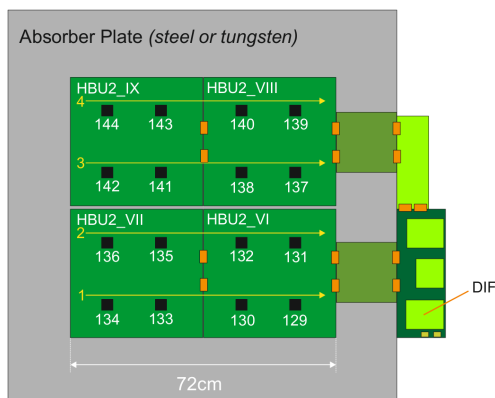 Absorber Plate (steel or tungsten)
HBU2_IX HBU2_VIII
4
144 143 140 139
3
142 141 138 137
HBU2_VII HBU2_VI
2
136 135 132 131
1
134 133 130 129
DIF
72cm